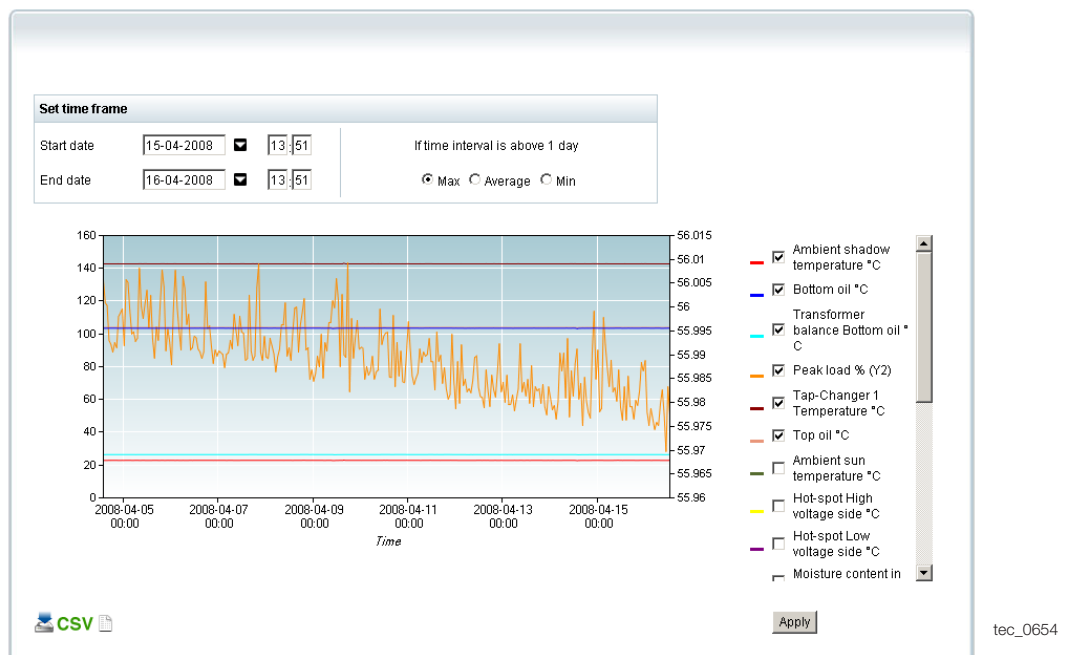 Set time frame
Start date 15-04-2008 13 : 51
If time interval is above 1 day
End date 16-04-2008 13 : 51
Max Average Min
160
140
120
100
80
60
40
20
0
56.015
56.01
56.005
56
55.995
55.99
55.985
55.98
55.975
55.97
55.965
55.96
2008-04-05 2008-04-07 2008-04-09 2008-04-11 2008-04-13 2008-04-15
00:00 00:00 00:00 00:00 00:00 00:00
Time
Ambient shadow
temperature °C
Bottom oil °C
Transformer
balance Bottom oil °
C
Peak load % (Y2)
Tap-Changer 1
Temperature °C
Top oil °C
Ambient sun
temperature °C
Hot-spot High
voltage side °C
Hot-spot Low
voltage side °C
Moisture content in
CSV
Apply
tec_0654